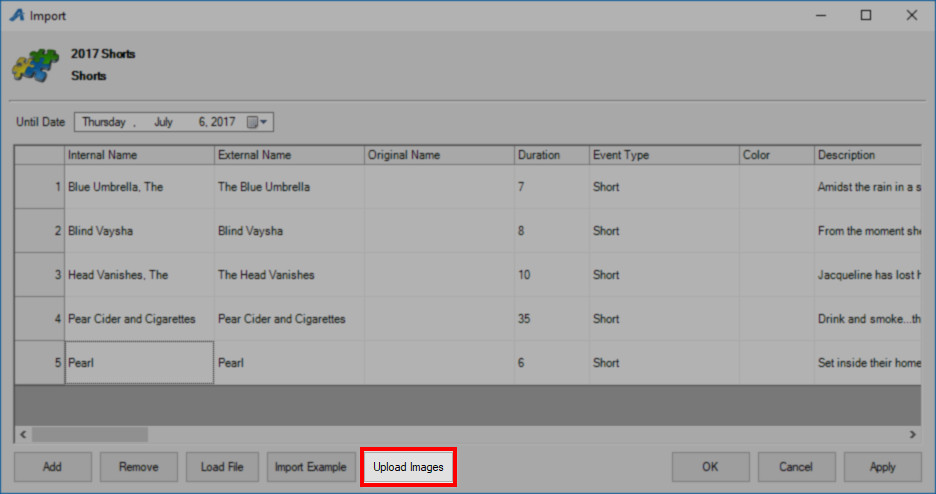 Import
2017 Shorts
Shorts
Until Date Thursday , July 6, 2017
Internal Name External Name Original Name Duration Event Type Color Description
1 Blue Umbrella, The The Blue Umbrella 7 Short Amidst the rain in a s
2 Blind Vaysha Blind Vaysha 8 Short From the moment she
3 Head Vanishes, The The Head Vanishes 10 Short Jacqueline has lost h
4 Pear Cider and Cigarettes Pear Cider and Cigarettes 35 Short Drink and smoke...th
5 Pearl Pearl 6 Short Set inside their home
Add Remove Load File Import Example Upload Images OK Cancel Apply